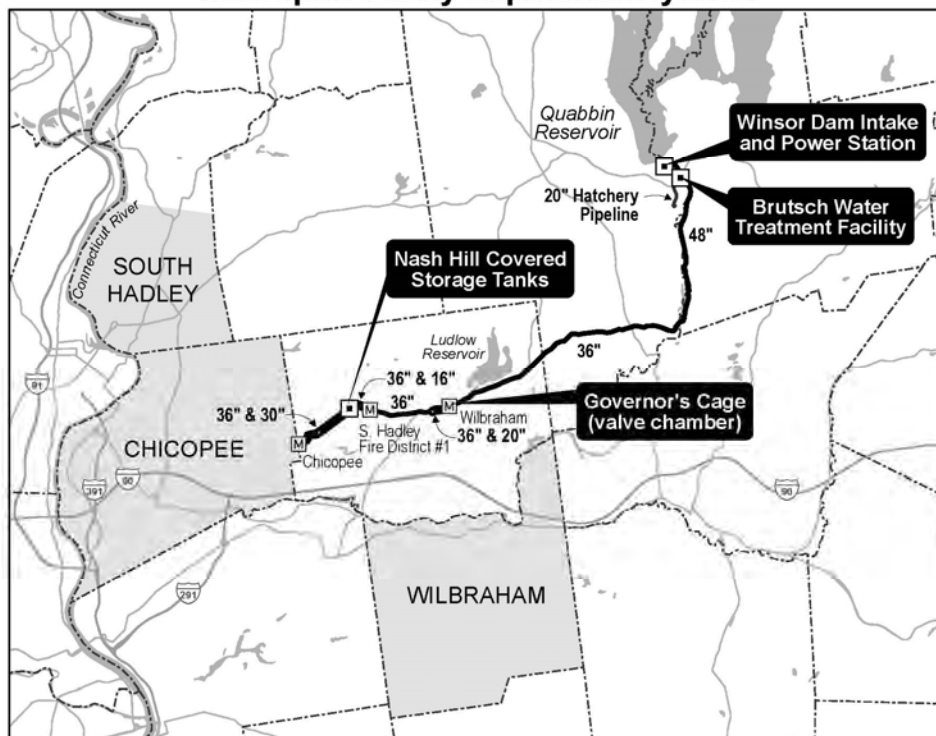 Quabbin
Reservoir
Winsor Dam Intake
and Power Station
20" Hatchery
Pipeline
Brutsch Water
Treatment Facility
48"
Connecticut River
SOUTH
HADLEY
Nash Hill Covered
Storage Tanks
Ludlow
Reservoir
36"
91
36" & 16"
36"
36" & 30"
M
M
M
S. Hadley
Fire District #1
Wilbraham
36" & 20"
Governor's Cage
(valve chamber)
CHICOPEE
Chicopee
90
391
90
291
WILBRAHAM